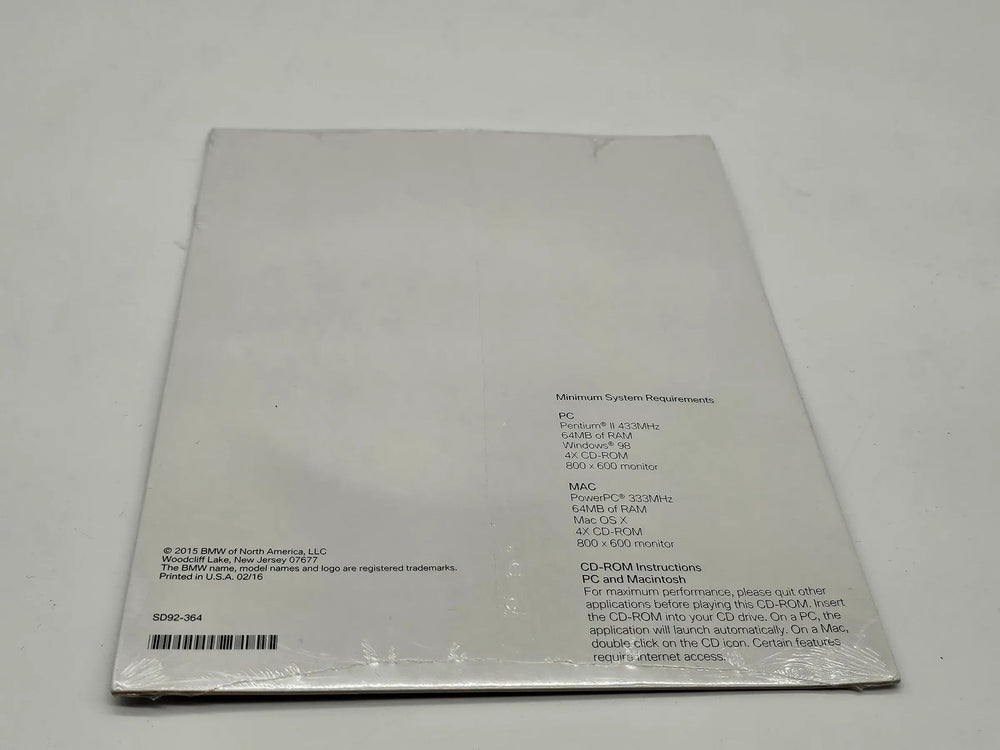 Minimum System Requirements
PC
Pentium® II 433MHz
64MB of RAM
Windows® 98
4X CD-ROM
800 x 600 monitor
MAC
PowerPC® 333MHz
64MB of RAM
Mac OS X
4X CD-ROM
800 x 600 monitor
CD-ROM Instructions
PC and Macintosh
For maximum performance, please quit other
applications before playing this CD-ROM. Insert
the CD-ROM into your CD drive. On a PC, the
application will launch automatically. On a Mac,
double click on the CD icon. Certain features
require internet access.
© 2015 BMW of North America, LLC
Woodcliff Lake, New Jersey 07677
The BMW name, model names and logo are registered trademarks.
Printed in U.S.A. 02/16
SD92-364